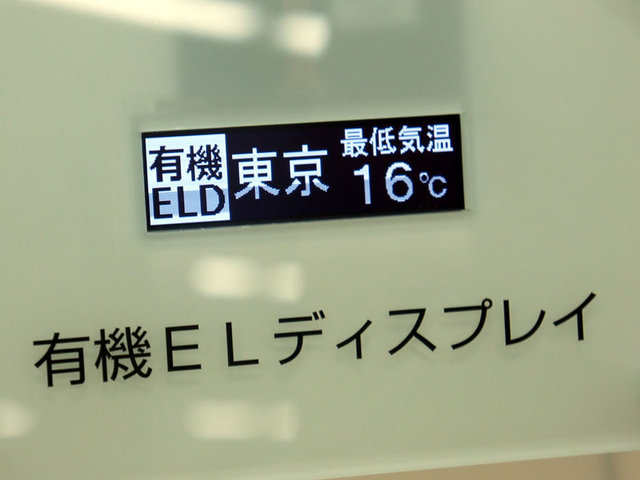 有機
ELD
東京
最低気温
16℃
有機ELディスプレイ